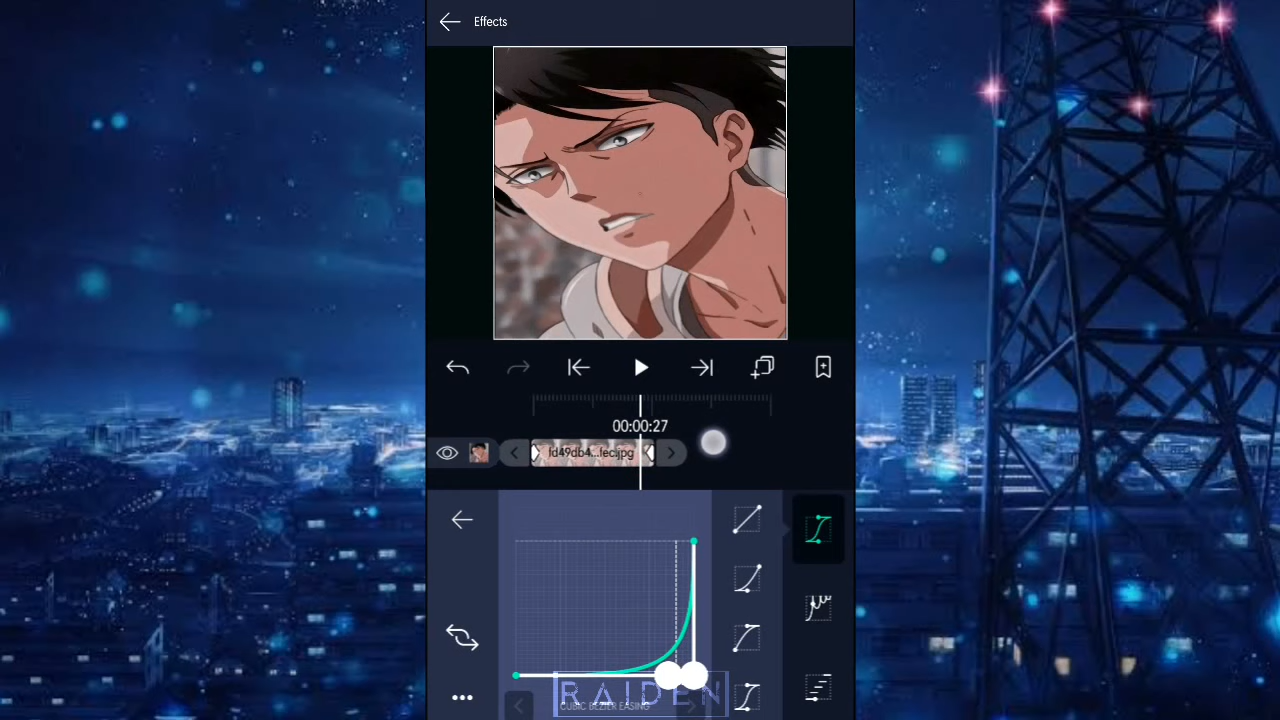 Effects
00:00:27
fd49db4...fec.jpg
RAIDEN
CUBIC BEZIER EASING